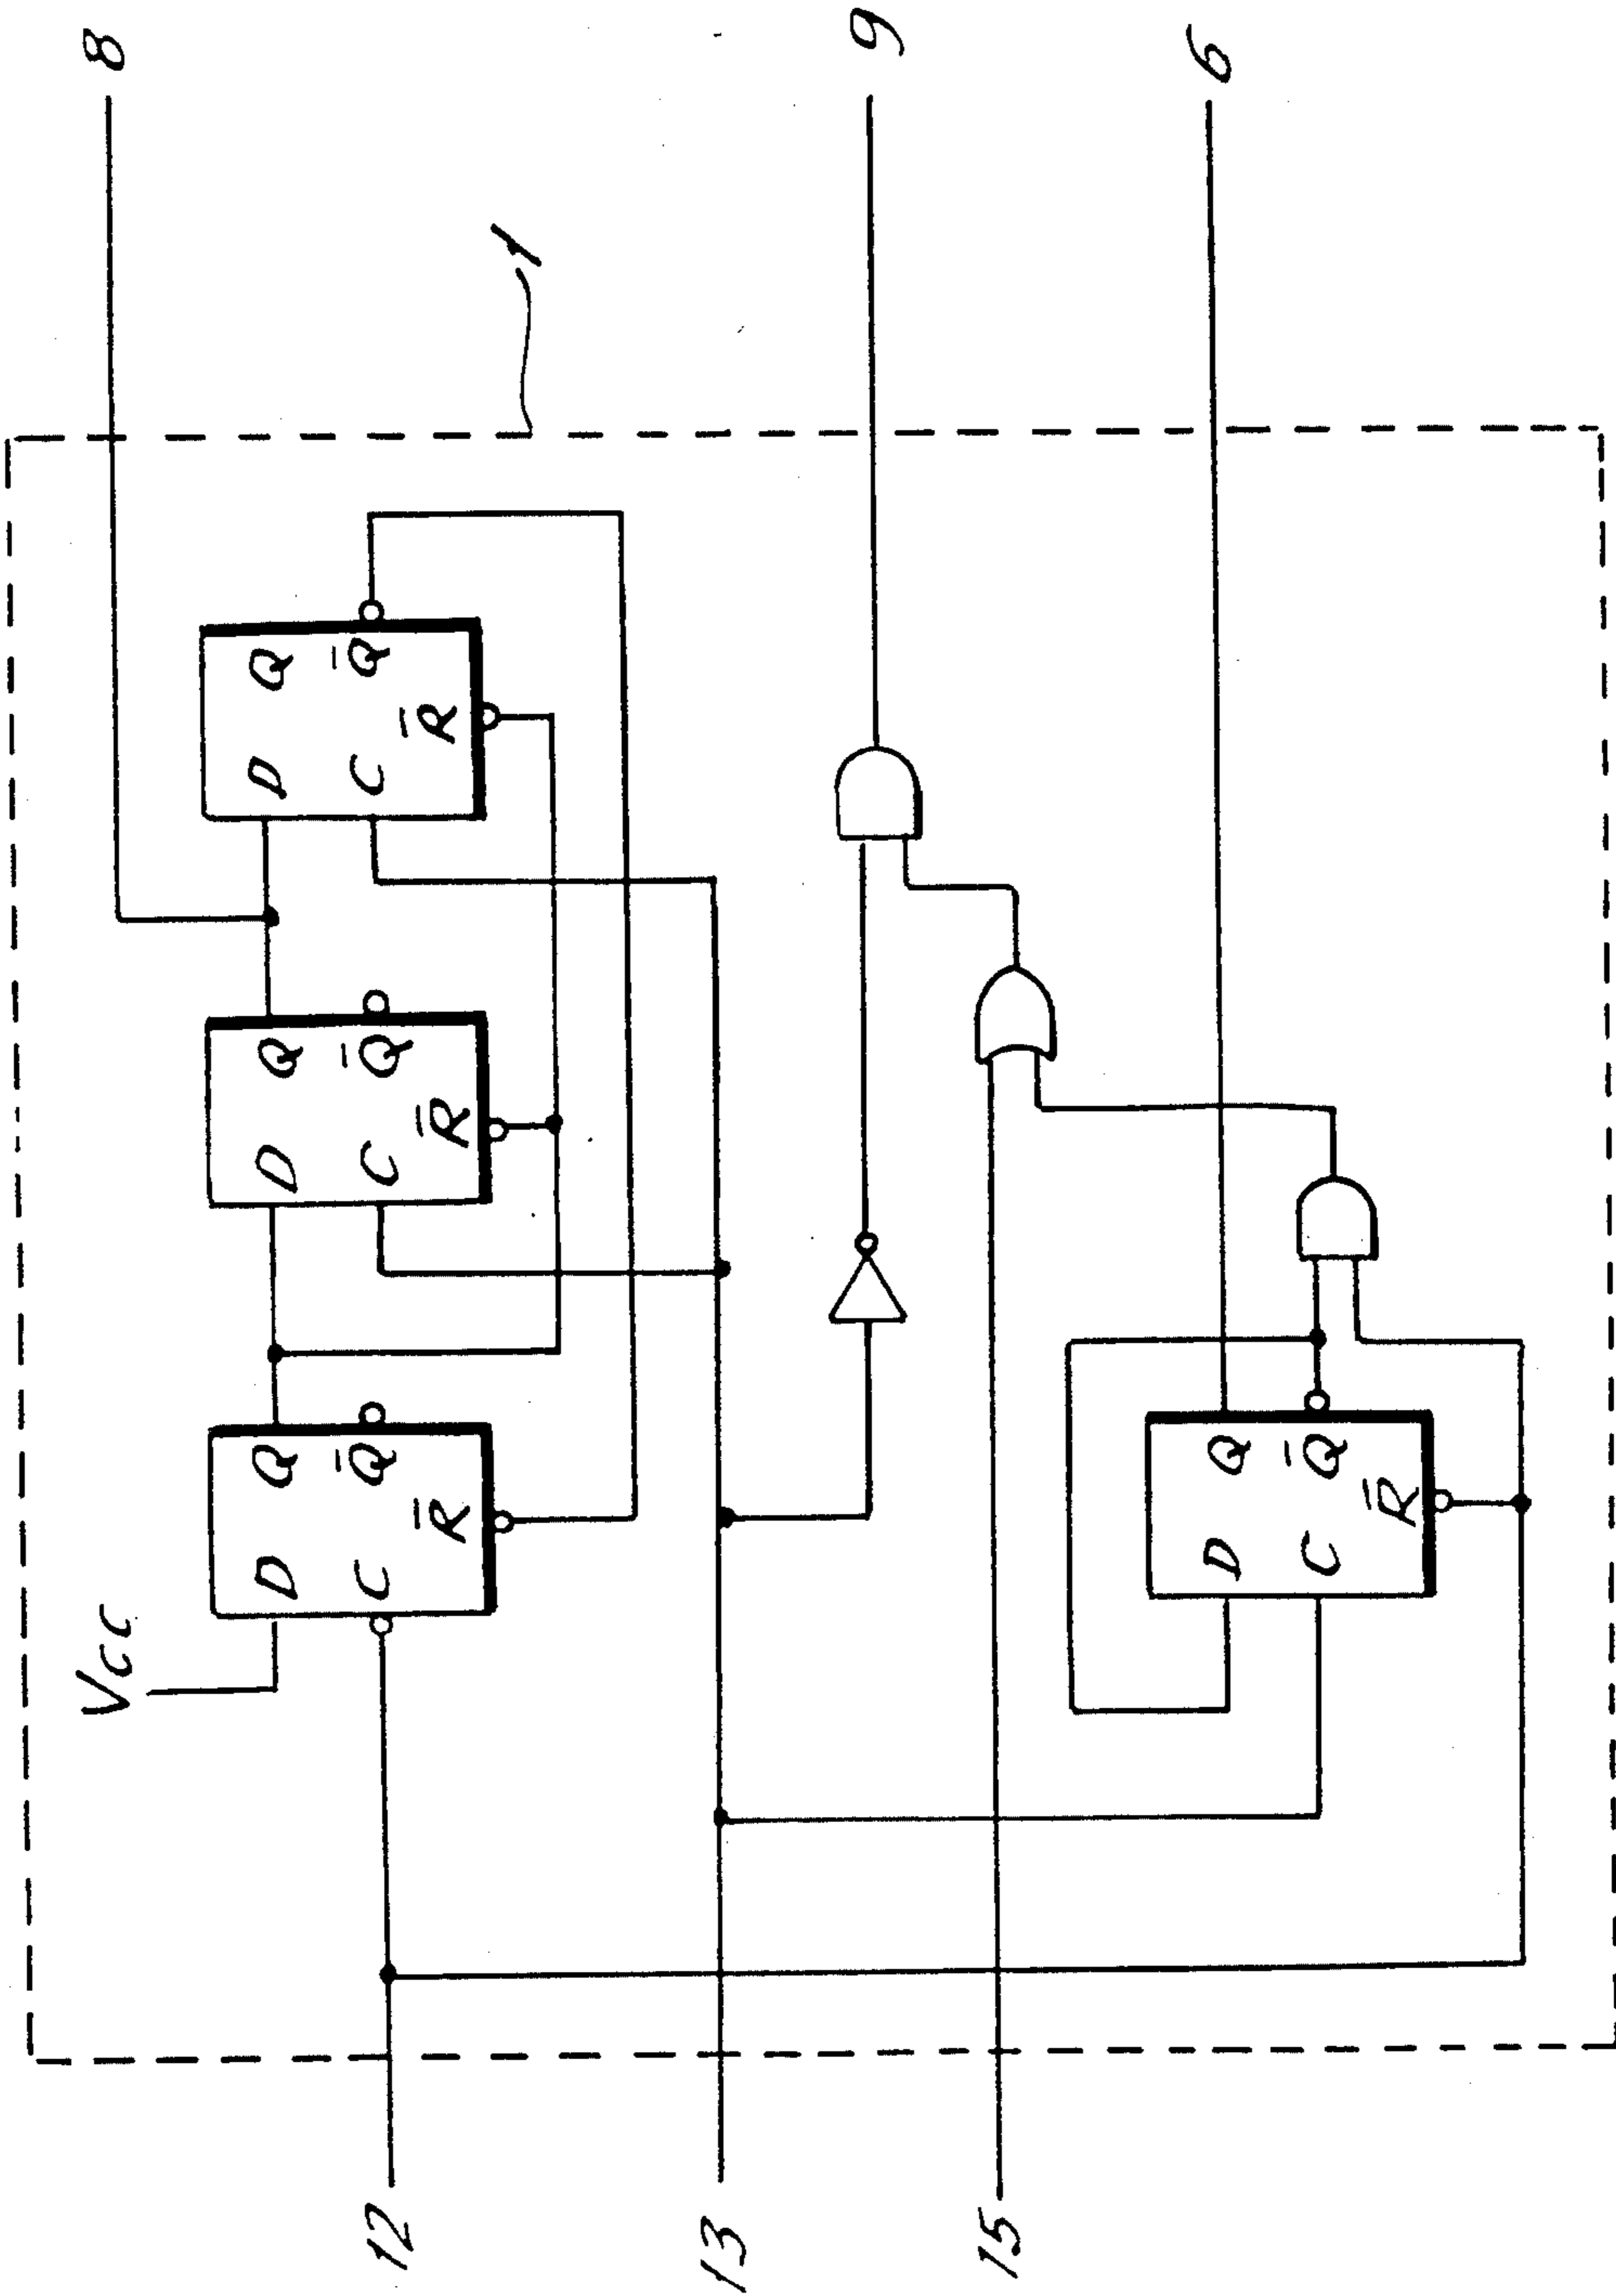 Vcc 8
D Q D Q D Q
C Q̄ C Q̄ C Q̄
12
R̄ R̄ R̄
1
13
9
15
6
D Q
C Q̄
R̄